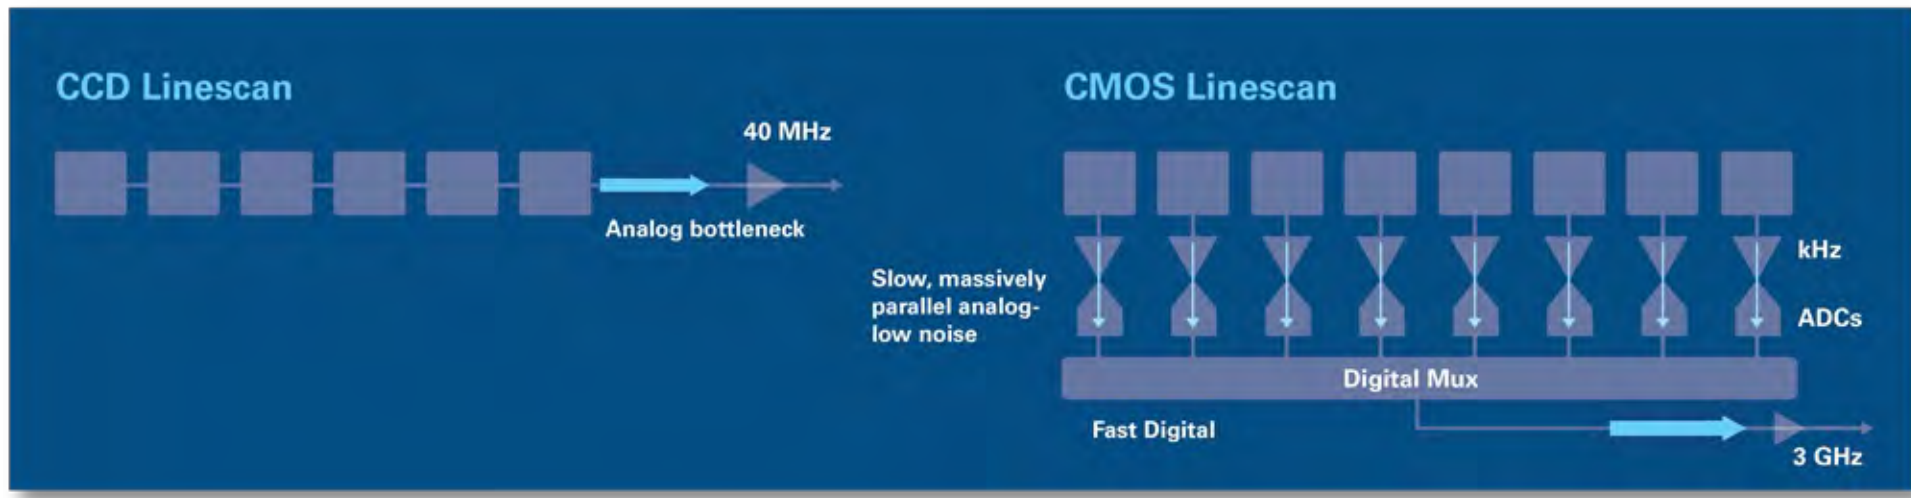 CCD Linescan
40 MHz
Analog bottleneck
CMOS Linescan
Slow, massively
parallel analog-
low noise
kHz
ADCs
Digital Mux
Fast Digital
3 GHz